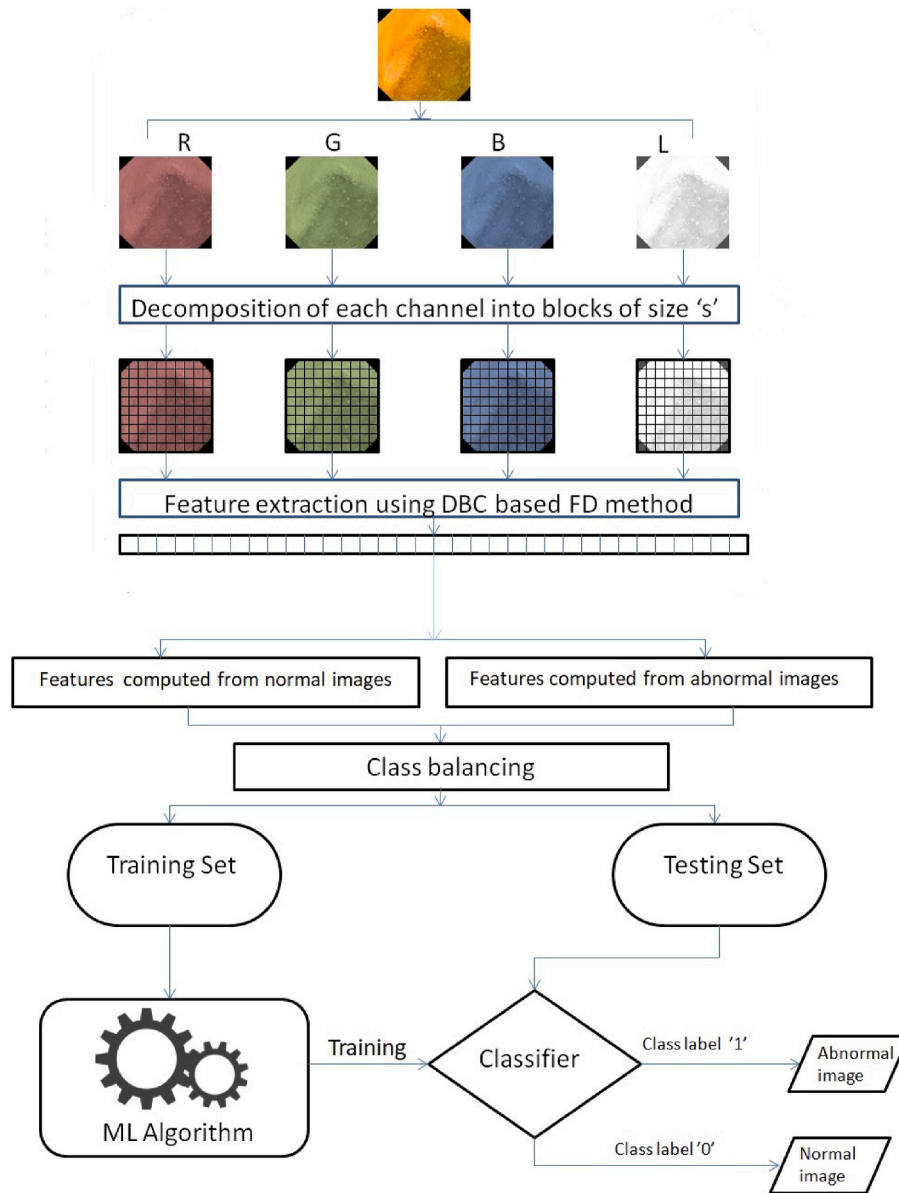 R G B L
Decomposition of each channel into blocks of size ‘s’
Feature extraction using DBC based FD method
Features computed from normal images
Features computed from abnormal images
Class balancing
Training Set
Testing Set
ML Algorithm
Training
Classifier
Class label ’1’
Abnormal
image
Class label ’0’
Normal
image